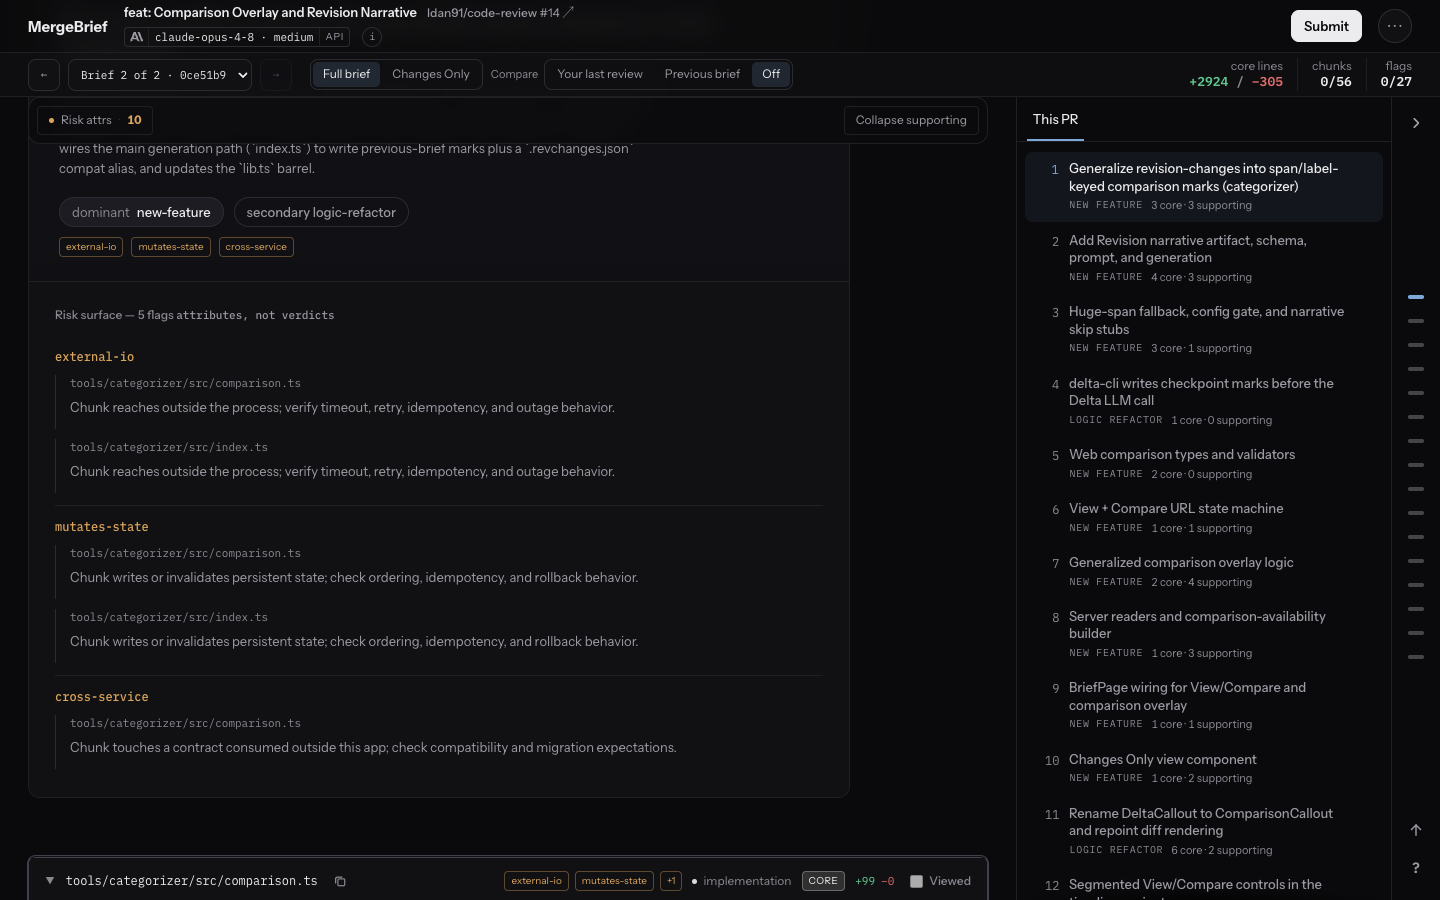 MergeBrief
feat: Comparison Overlay and Revision Narrative ldan91/code-review #14 ↗
A\ claude-opus-4-8 · medium API i
Submit ···
← Brief 2 of 2 · 0ce51b9 →
Full brief Changes Only Compare Your last review Previous brief Off
core lines chunks flags
+2924 / −305 0/56 0/27
Risk attrs · 10 Collapse supporting
wires the main generation path (`index.ts`) to write previous-brief marks plus a `.revchanges.json`
compat alias, and updates the `lib.ts` barrel.
dominant new-feature secondary logic-refactor
external-io mutates-state cross-service
Risk surface — 5 flags attributes, not verdicts
external-io
tools/categorizer/src/comparison.ts
Chunk reaches outside the process; verify timeout, retry, idempotency, and outage behavior.
tools/categorizer/src/index.ts
Chunk reaches outside the process; verify timeout, retry, idempotency, and outage behavior.
mutates-state
tools/categorizer/src/comparison.ts
Chunk writes or invalidates persistent state; check ordering, idempotency, and rollback behavior.
tools/categorizer/src/index.ts
Chunk writes or invalidates persistent state; check ordering, idempotency, and rollback behavior.
cross-service
tools/categorizer/src/comparison.ts
Chunk touches a contract consumed outside this app; check compatibility and migration expectations.
tools/categorizer/src/comparison.ts external-io mutates-state +1 implementation CORE +99 −0 Viewed
This PR
1 Generalize revision-changes into span/label-
keyed comparison marks (categorizer)
NEW FEATURE 3 core·3 supporting
2 Add Revision narrative artifact, schema,
prompt, and generation
NEW FEATURE 4 core·3 supporting
3 Huge-span fallback, config gate, and narrative
skip stubs
NEW FEATURE 3 core·1 supporting
4 delta-cli writes checkpoint marks before the
Delta LLM call
LOGIC REFACTOR 1 core·0 supporting
5 Web comparison types and validators
NEW FEATURE 2 core·0 supporting
6 View + Compare URL state machine
NEW FEATURE 1 core·1 supporting
7 Generalized comparison overlay logic
NEW FEATURE 2 core·4 supporting
8 Server readers and comparison-availability
builder
NEW FEATURE 1 core·3 supporting
9 BriefPage wiring for View/Compare and
comparison overlay
NEW FEATURE 1 core·1 supporting
10 Changes Only view component
NEW FEATURE 1 core·2 supporting
11 Rename DeltaCallout to ComparisonCallout
and repoint diff rendering
LOGIC REFACTOR 6 core·2 supporting
12 Segmented View/Compare controls in the
?